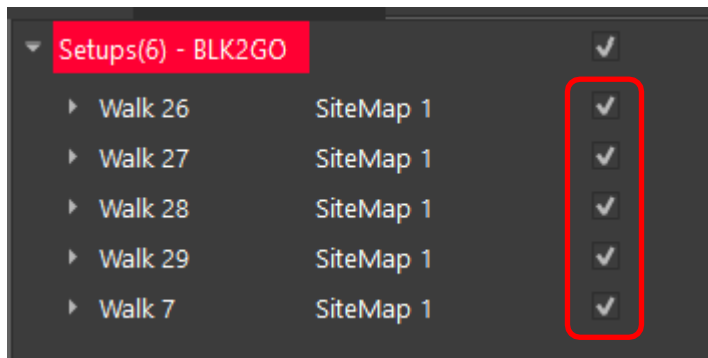 Setups(6) - BLK2GO
Walk 26 SiteMap 1
Walk 27 SiteMap 1
Walk 28 SiteMap 1
Walk 29 SiteMap 1
Walk 7 SiteMap 1